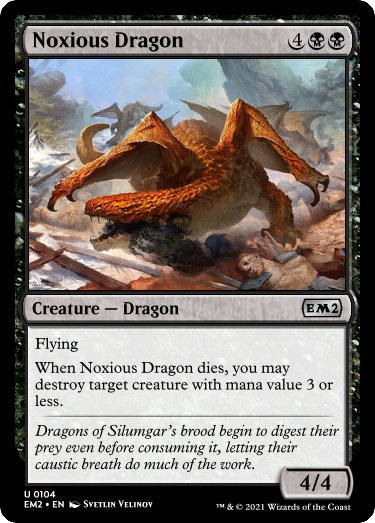 Noxious Dragon 4
EM2
Creature — Dragon
Flying
When Noxious Dragon dies, you may
destroy target creature with mana value 3 or
less.
Dragons of Silumgar's brood begin to digest their
prey even before consuming it, letting their
caustic breath do much of the work.
4/4
U 0104
EM2 • EN Svetlin Velinov
™ & © 2021 Wizards of the Coast